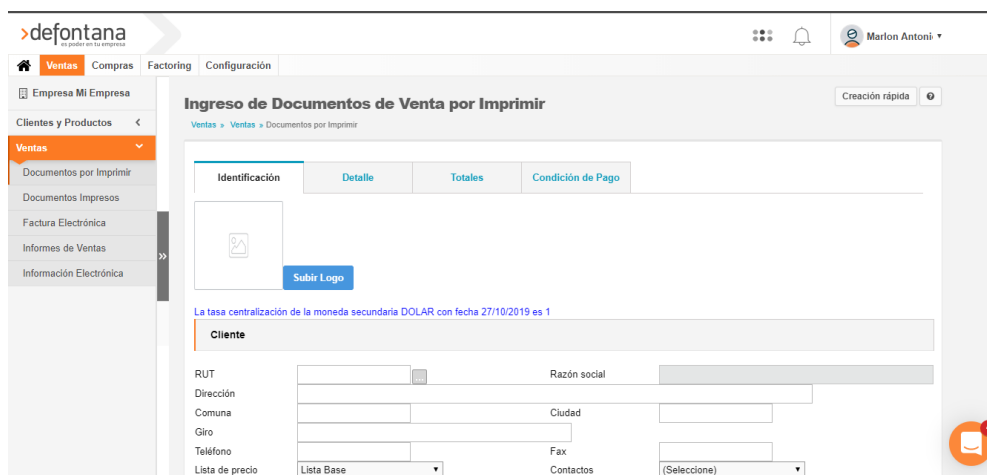 >defontana
es poder en tu empresa
Marlon Antoni
Ventas Compras Factoring Configuración
Empresa Mi Empresa
Clientes y Productos
Ventas
Documentos por Imprimir
Documentos Impresos
Factura Electrónica
Informes de Ventas
Información Electrónica
Ingreso de Documentos de Venta por Imprimir
Creación rápida
Ventas » Ventas » Documentos por Imprimir
Identificación Detalle Totales Condición de Pago
Subir Logo
La tasa centralización de la moneda secundaria DOLAR con fecha 27/10/2019 es 1
Cliente
RUT ... Razón social
Dirección
Comuna Ciudad
Giro
Teléfono Fax
Lista de precio Lista Base Contactos (Seleccione)